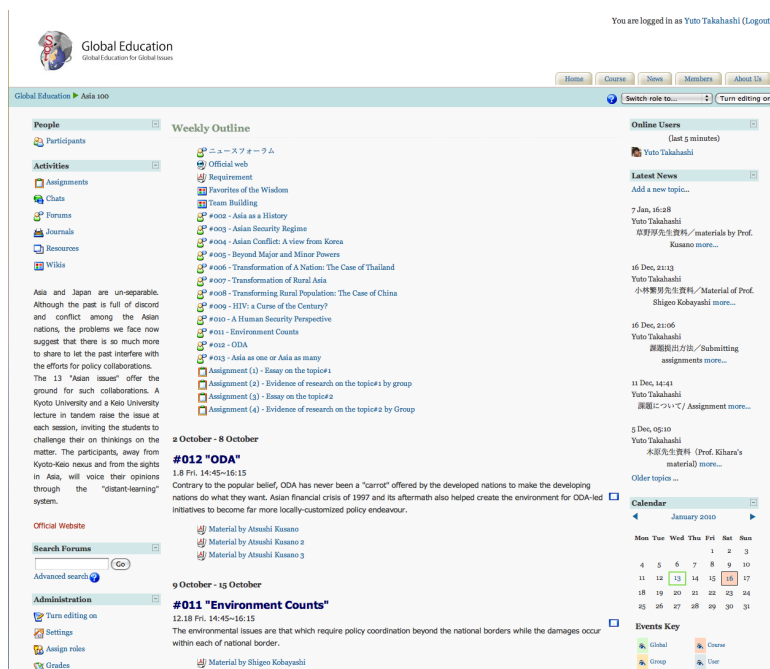 You are logged in as Yuto Takahashi (Logout
SOI
Global Education
Global Education for Global Issues
Home
Course
News
Members
About Us
Global Education ► Asia 100
Switch role to...
Turn editing on
People
Participants
Activities
Assignments
Chats
Forums
Journals
Resources
Wikis
Asia and Japan are un-separable.
Although the past is full of discord
and conflict among the Asian
nations, the problems we face now
suggest that there is so much more
to share to let the past interfere with
the efforts for policy collaborations.
The 13 "Asian issues" offer the
ground for such collaborations. A
Kyoto University and a Keio University
lecture in tandem raise the issue at
each session, inviting the students to
challenge their on thinkings on the
matter. The participants, away from
Kyoto-Keio nexus and from the sights
in Asia, will voice their opinions
through the "distant-learning"
system.
Official Website
Search Forums
Go
Advanced search
Administration
Turn editing on
Settings
Assign roles
Grades
Weekly Outline
ニュースフォーラム
Official web
Requirement
Favorites of the Wisdom
Team Building
#002 - Asia as a History
#003 - Asian Security Regime
#004 - Asian Conflict: A view from Korea
#005 - Beyond Major and Minor Powers
#006 - Transformation of A Nation: The Case of Thailand
#007 - Transformation of Rural Asia
#008 - Transforming Rural Population: The Case of China
#009 - HIV: a Curse of the Century?
#010 - A Human Security Perspective
#011 - Environment Counts
#012 - ODA
#013 - Asia as one or Asia as many
Assignment (1) - Essay on the topic#1
Assignment (2) - Evidence of research on the topic#1 by group
Assignment (3) - Essay on the topic#2
Assignment (4) - Evidence of research on the topic#2 by Group
2 October - 8 October
#012 "ODA"
1.8 Fri. 14:45~16:15
Contrary to the popular belief, ODA has never been a "carrot" offered by the developed nations to make the developing
nations do what they want. Asian financial crisis of 1997 and its aftermath also helped create the environment for ODA-led
initiatives to become far more locally-customized policy endeavour.
Material by Atsushi Kusano
Material by Atsushi Kusano 2
Material by Atsushi Kusano 3
9 October - 15 October
#011 "Environment Counts"
12.18 Fri. 14:45~16:15
The environmental issues are that which require policy coordination beyond the national borders while the damages occur
within each of national border.
Material by Shigeo Kobayashi
Online Users
(last 5 minutes)
Yuto Takahashi
Latest News
Add a new topic...
7 Jan, 16:28
Yuto Takahashi
草野厚先生資料／materials by Prof.
Kusano more...
16 Dec, 21:13
Yuto Takahashi
小林繁男先生資料／Material of Prof.
Shigeo Kobayashi more...
16 Dec, 21:06
Yuto Takahashi
課題提出方法／Submitting
assignments more...
11 Dec, 14:41
Yuto Takahashi
課題について/ Assignment more...
5 Dec, 05:10
Yuto Takahashi
木原先生資料（Prof. Kihara's
material) more...
Older topics ...
Calendar
◄ January 2010 ►
Mon Tue Wed Thu Fri Sat Sun
1 2 3
4 5 6 7 8 9 10
11 12 13 14 15 16 17
18 19 20 21 22 23 24
25 26 27 28 29 30 31
Events Key
Global Course
Group User